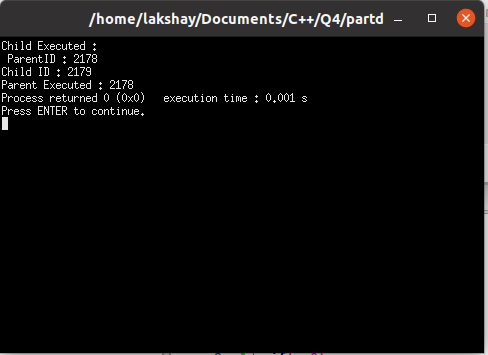 /home/lakshay/Documents/C++/Q4/partd
Child Executed :
 ParentID : 2178
Child ID : 2179
Parent Executed : 2178
Process returned 0 (0x0)   execution time : 0.001 s
Press ENTER to continue.